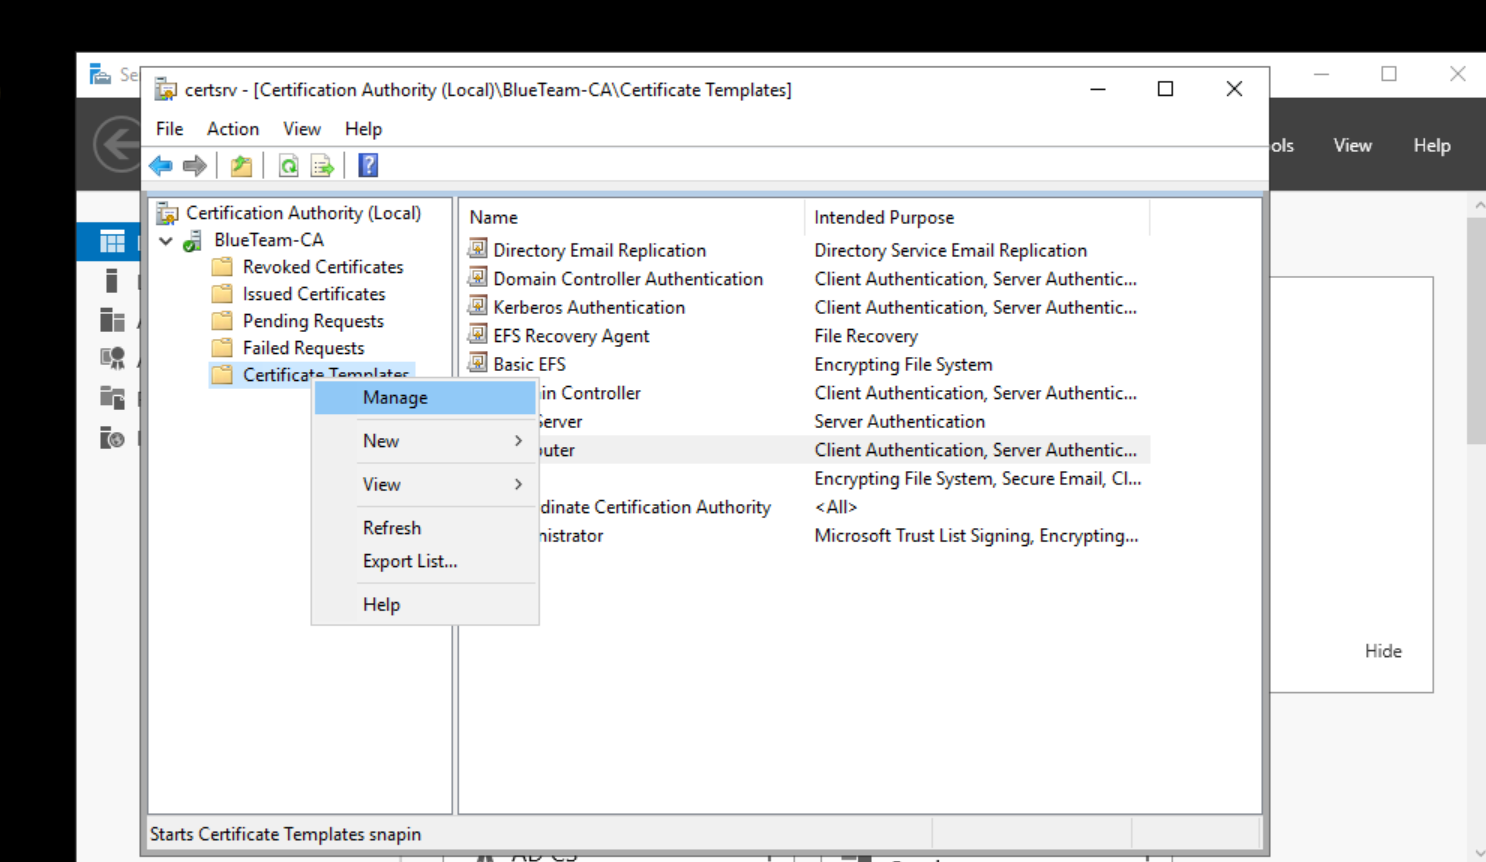 Se
certsrv - [Certification Authority (Local)\BlueTeam-CA\Certificate Templates]
File Action View Help
ols View Help
Certification Authority (Local)
BlueTeam-CA
Revoked Certificates
Issued Certificates
Pending Requests
Failed Requests
Certificate Templates
Manage
New
View
Refresh
Export List...
Help
Name Intended Purpose
Directory Email Replication Directory Service Email Replication
Domain Controller Authentication Client Authentication, Server Authentic...
Kerberos Authentication Client Authentication, Server Authentic...
EFS Recovery Agent File Recovery
Basic EFS Encrypting File System
in Controller Client Authentication, Server Authentic...
Server Server Authentication
uter Client Authentication, Server Authentic...
Encrypting File System, Secure Email, Cl...
dinate Certification Authority <All>
nistrator Microsoft Trust List Signing, Encrypting...
Hide
Starts Certificate Templates snapin
AD CS